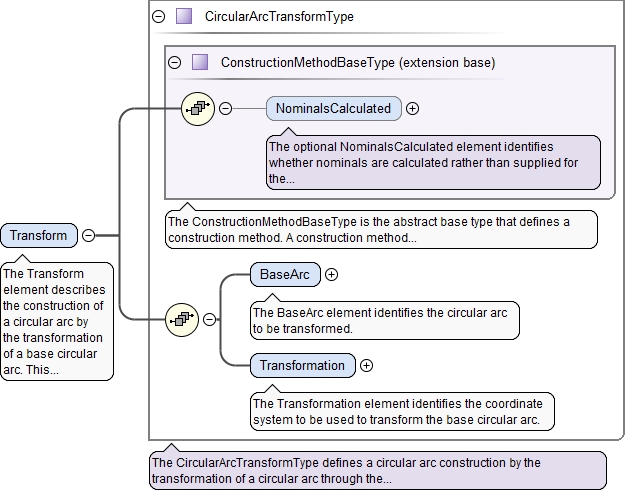 CircularArcTransformType
ConstructionMethodBaseType (extension base)
NominalsCalculated
The optional NominalsCalculated element identifies
whether nominals are calculated rather than supplied for
the...
The ConstructionMethodBaseType is the abstract base type that defines a
construction method. A construction method...
Transform
The Transform
element describes
the construction of
a circular arc by
the transformation
of a base circular
arc. This...
BaseArc
The BaseArc element identifies the circular arc
to be transformed.
Transformation
The Transformation element identifies the coordinate
system to be used to transform the base circular arc.
The CircularArcTransformType defines a circular arc construction by the
transformation of a circular arc through the...